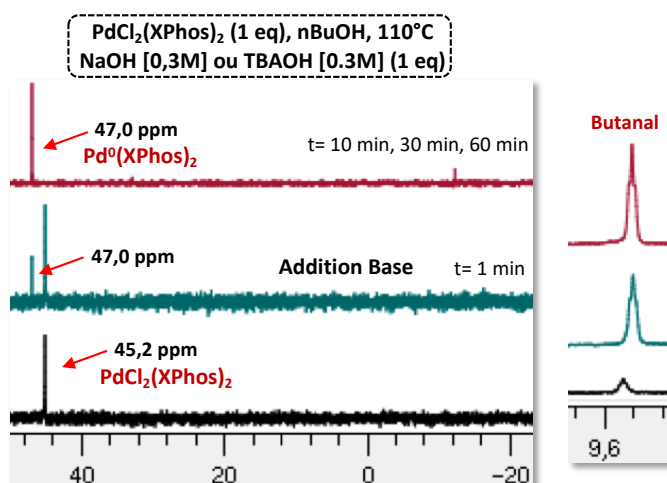 PdCl₂(XPhos)₂ (1 eq), nBuOH, 110°C
NaOH [0,3M] ou TBAOH [0.3M] (1 eq)
47,0 ppm
Pd⁰(XPhos)₂
t= 10 min, 30 min, 60 min
47,0 ppm
Addition Base
t= 1 min
45,2 ppm
PdCl₂(XPhos)₂
40 20 0 −20
Butanal
9,6